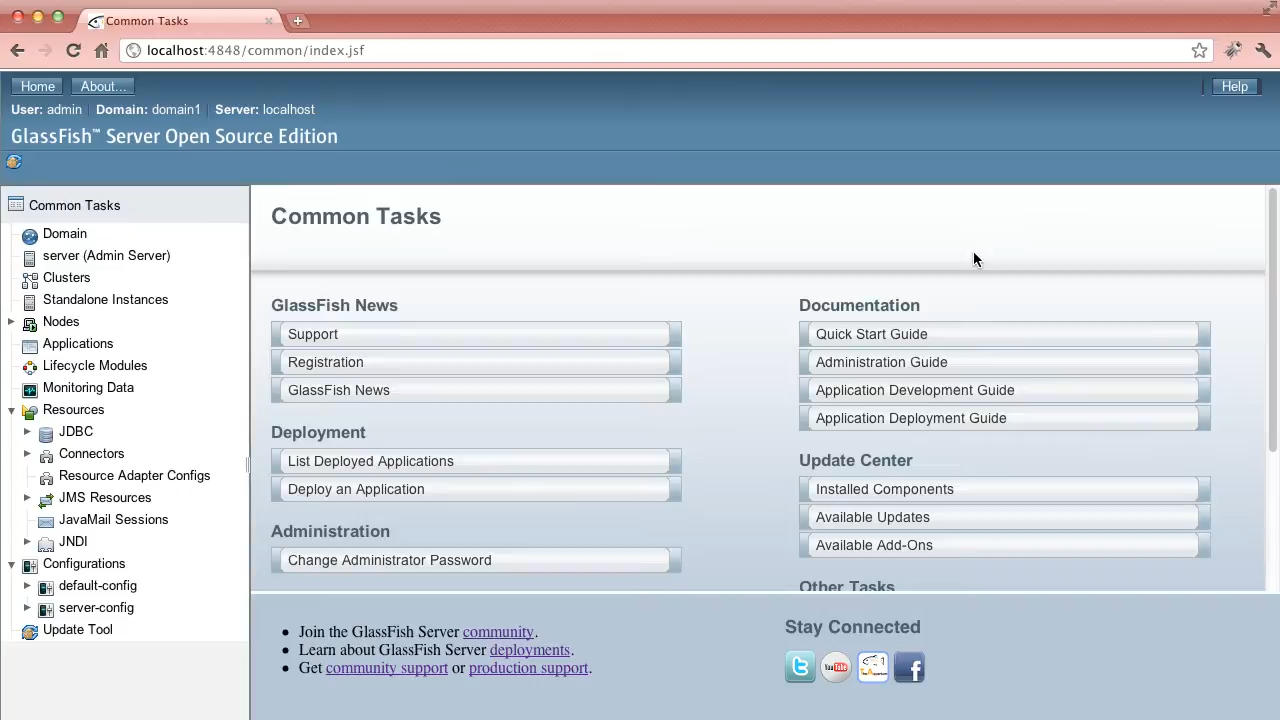 Common Tasks
localhost:4848/common/index.jsf
Home About... Help
User: admin Domain: domain1 Server: localhost
GlassFish™ Server Open Source Edition
Common Tasks
Domain
server (Admin Server)
Clusters
Standalone Instances
Nodes
Applications
Lifecycle Modules
Monitoring Data
Resources
JDBC
Connectors
Resource Adapter Configs
JMS Resources
JavaMail Sessions
JNDI
Configurations
default-config
server-config
Update Tool
Common Tasks
GlassFish News
Support
Registration
GlassFish News
Deployment
List Deployed Applications
Deploy an Application
Administration
Change Administrator Password
Documentation
Quick Start Guide
Administration Guide
Application Development Guide
Application Deployment Guide
Update Center
Installed Components
Available Updates
Available Add-Ons
Other Tasks
Join the GlassFish Server community.
Learn about GlassFish Server deployments.
Get community support or production support.
Stay Connected